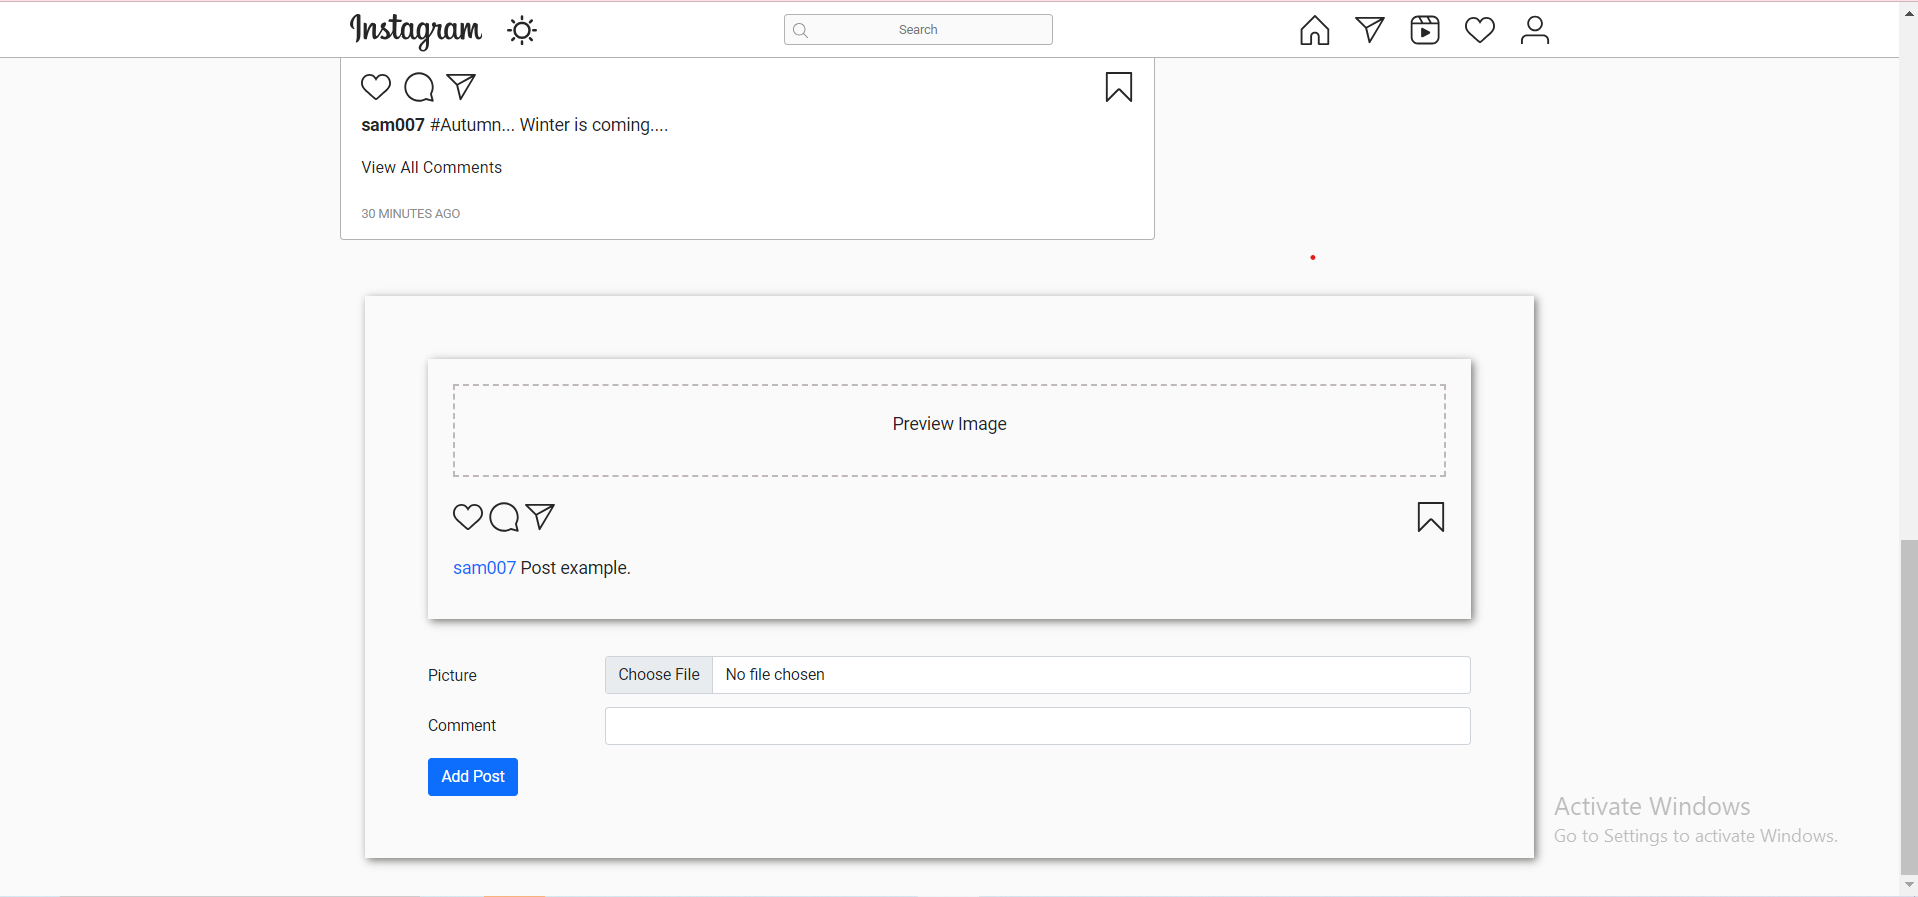 Instagram
Search
sam007 #Autumn... Winter is coming....
View All Comments
30 MINUTES AGO
Preview Image
sam007 Post example.
Picture
Choose File No file chosen
Comment
Add Post
Activate Windows
Go to Settings to activate Windows.